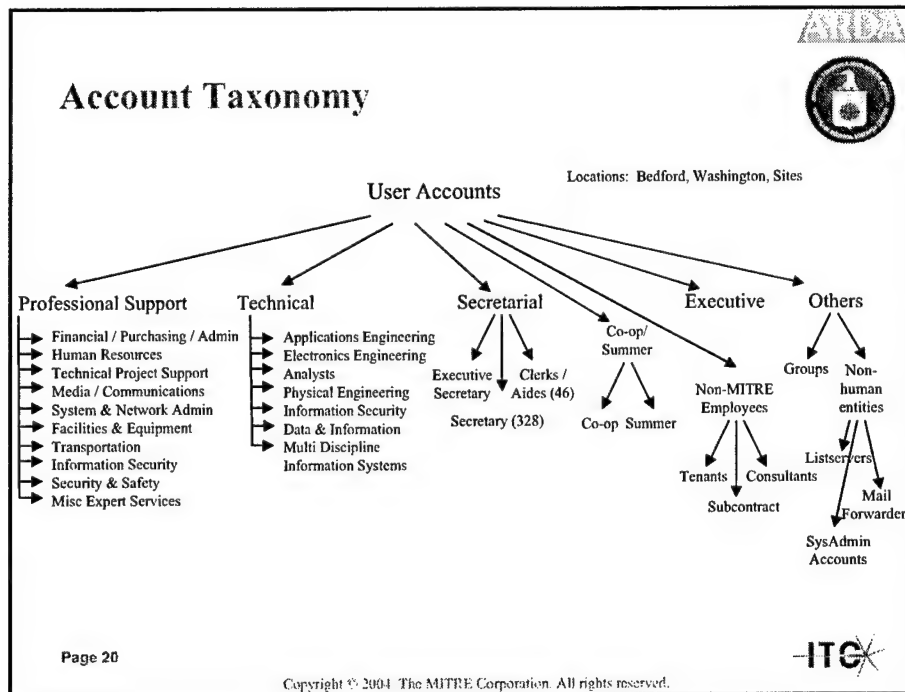 ARDA
Account Taxonomy
Locations: Bedford, Washington, Sites
User Accounts
Professional Support
Financial / Purchasing / Admin
Human Resources
Technical Project Support
Media / Communications
System & Network Admin
Facilities & Equipment
Transportation
Information Security
Security & Safety
Misc Expert Services
Technical
Applications Engineering
Electronics Engineering
Analysts
Physical Engineering
Information Security
Data & Information
Multi Discipline
Information Systems
Secretarial
Executive
Secretary
Secretary (328)
Clerks /
Aides (46)
Co-op/
Summer
Co-op Summer
Non-MITRE
Employees
Tenants
Subcontract
Consultants
Executive
Others
Groups
Non-
human
entities
Listservers
Mail
Forwarder
SysAdmin
Accounts
Page 20
ITC
Copyright © 2004 The MITRE Corporation. All rights reserved.